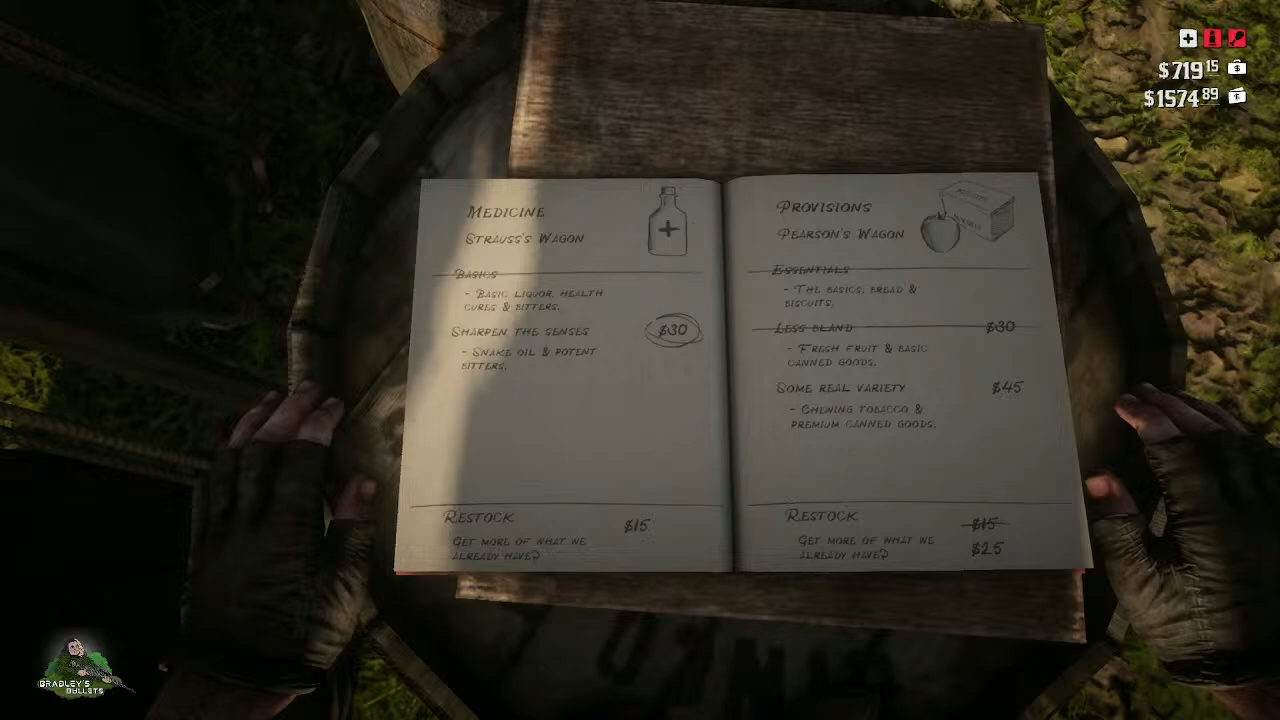 $719 15
$1574 89
MEDICINE
STRAUSS'S WAGON
BASICS
- BASIC LIQUOR, HEALTH
CURES & BITTERS.
SHARPEN THE SENSES $30
- SNAKE OIL & POTENT
BITTERS.
RESTOCK $15
GET MORE OF WHAT WE
ALREADY HAVE?
PROVISIONS
PEARSON'S WAGON
ESSENTIALS
- THE BASICS, BREAD &
BISCUITS.
LESS BLAND $30
- FRESH FRUIT & BASIC
CANNED GOODS.
SOME REAL VARIETY $45
- CHEWING TOBACCO &
PREMIUM CANNED GOODS.
RESTOCK $15
$25
GET MORE OF WHAT WE
ALREADY HAVE?
BRADLEY'S
BULLETS